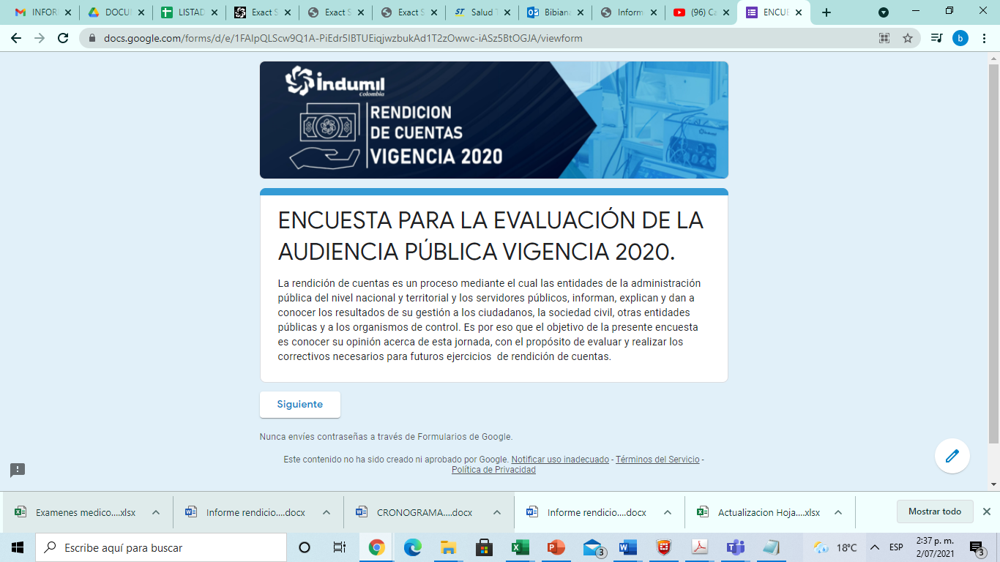 INFOR
DOCU
LISTAD
Exact S
Exact S
Exact S
ST Salud T
Bibiana
Inform
(96) Ca
ENCUE
docs.google.com/forms/d/e/1FAIpQLScw9Q1A-PiEdr5IBTUEiqjwzbukAd1T2zOwwc-iASz5BtOGJA/viewform
b
indumil
Colombia
RENDICION
DE CUENTAS
VIGENCIA 2020
indumil
ENCUESTA PARA LA EVALUACIÓN DE LA
AUDIENCIA PÚBLICA VIGENCIA 2020.
La rendición de cuentas es un proceso mediante el cual las entidades de la administración
pública del nivel nacional y territorial y los servidores públicos, informan, explican y dan a
conocer los resultados de su gestión a los ciudadanos, la sociedad civil, otras entidades
públicas y a los organismos de control. Es por eso que el objetivo de la presente encuesta
es conocer su opinión acerca de esta jornada, con el propósito de evaluar y realizar los
correctivos necesarios para futuros ejercicios  de rendición de cuentas.
Siguiente
Nunca envíes contraseñas a través de Formularios de Google.
Este contenido no ha sido creado ni aprobado por Google. Notificar uso inadecuado - Términos del Servicio -
Política de Privacidad
Examenes medico....xlsx
Informe rendicio....docx
CRONOGRAMA....docx
Informe rendicio....docx
Actualizacion Hoja....xlsx
Mostrar todo
Escribe aquí para buscar
3
18°C
ESP
2:37 p. m.
2/07/2021
3